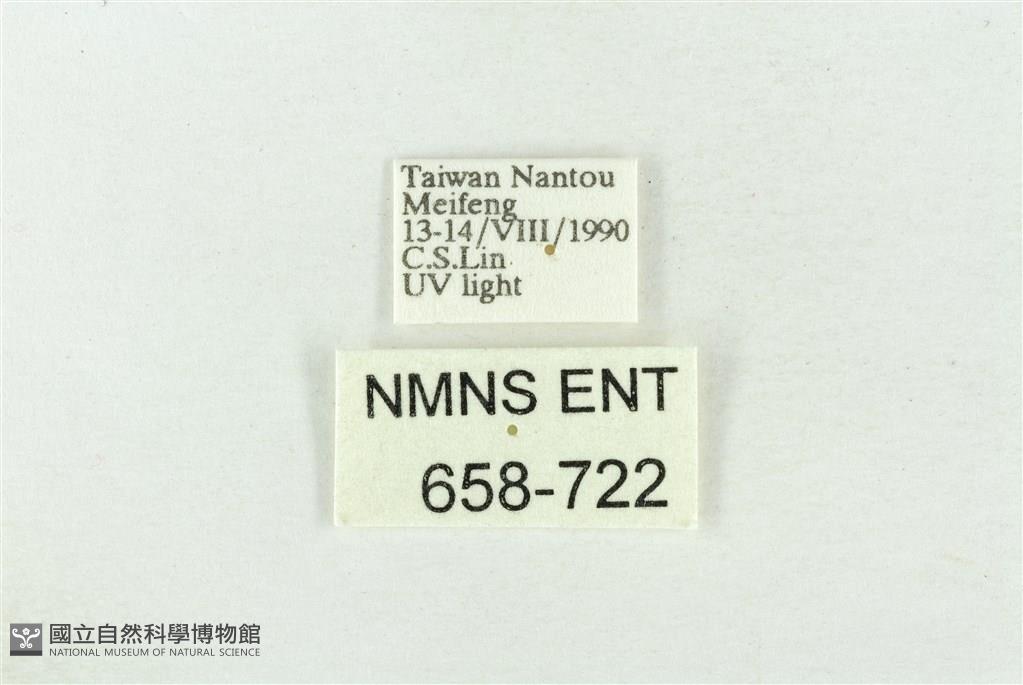 Taiwan Nantou
Meifeng
13-14/VIII/1990
C.S.Lin
UV light
NMNS ENT
658-722
國立自然科學博物館
NATIONAL MUSEUM OF NATURAL SCIENCE